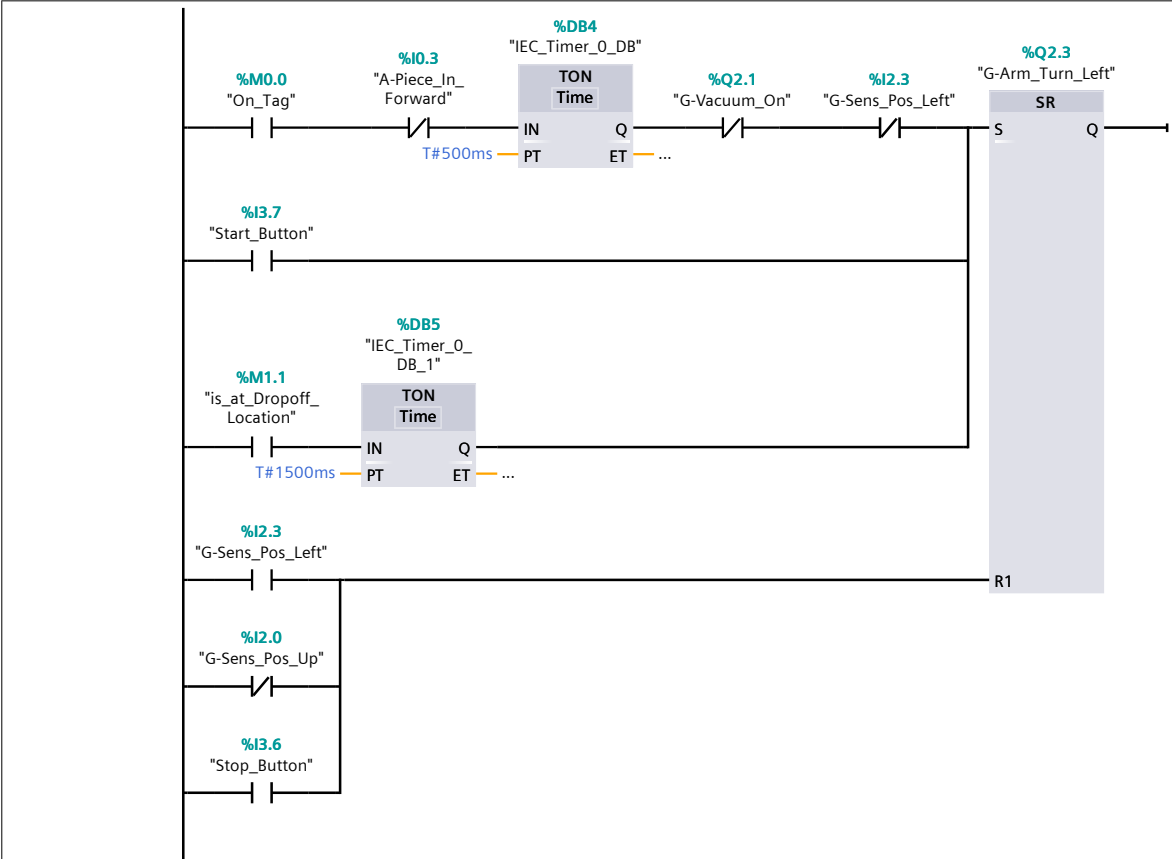 %DB4
"IEC_Timer_0_DB"
%Q2.3
"G-Arm_Turn_Left"
%M0.0
"On_Tag"
%I0.3
"A-Piece_In_
Forward"
TON
Time
%Q2.1
"G-Vacuum_On"
%I2.3
"G-Sens_Pos_Left"
SR
IN Q
S Q
T#500ms PT ET ...
%I3.7
"Start_Button"
%DB5
"IEC_Timer_0_
DB_1"
%M1.1
"is_at_Dropoff_
Location"
TON
Time
IN Q
T#1500ms PT ET ...
%I2.3
"G-Sens_Pos_Left"
R1
%I2.0
"G-Sens_Pos_Up"
%I3.6
"Stop_Button"